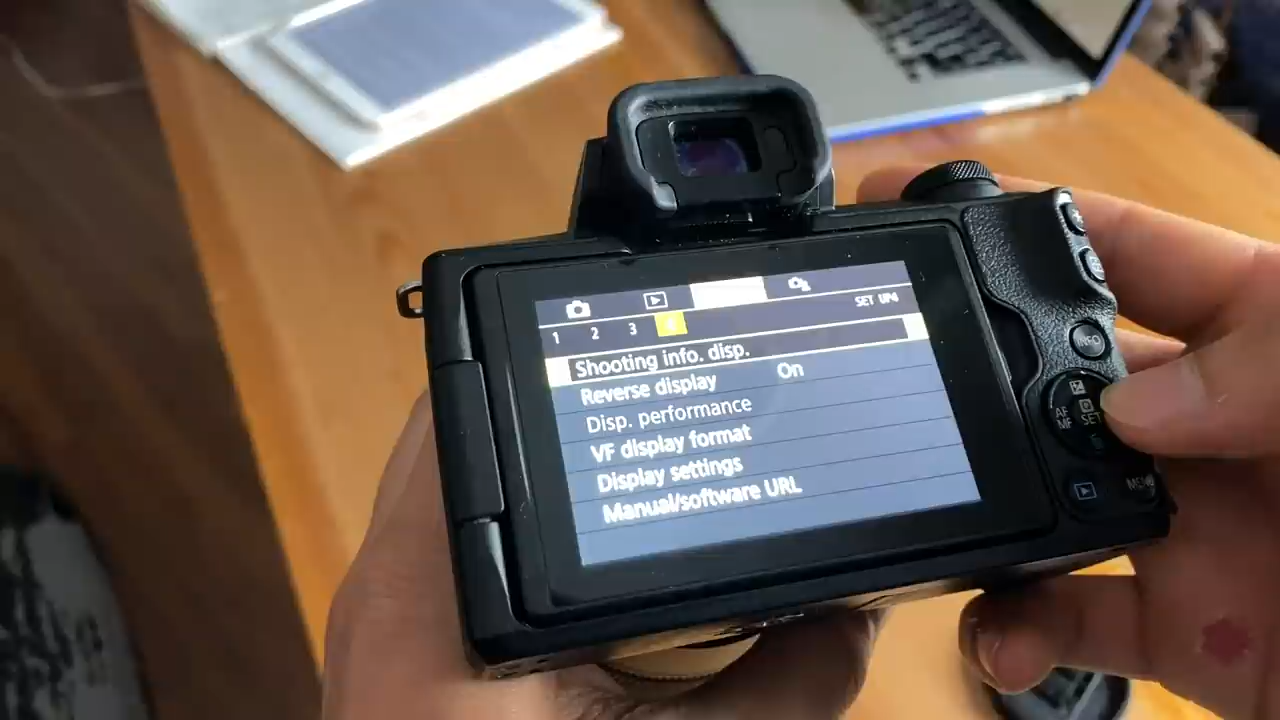 SET UP4
1 2 3 4
Shooting info. disp.
Reverse display On
Disp. performance
VF display format
Display settings
Manual/software URL
INFO
AF
MF
SET
MENU